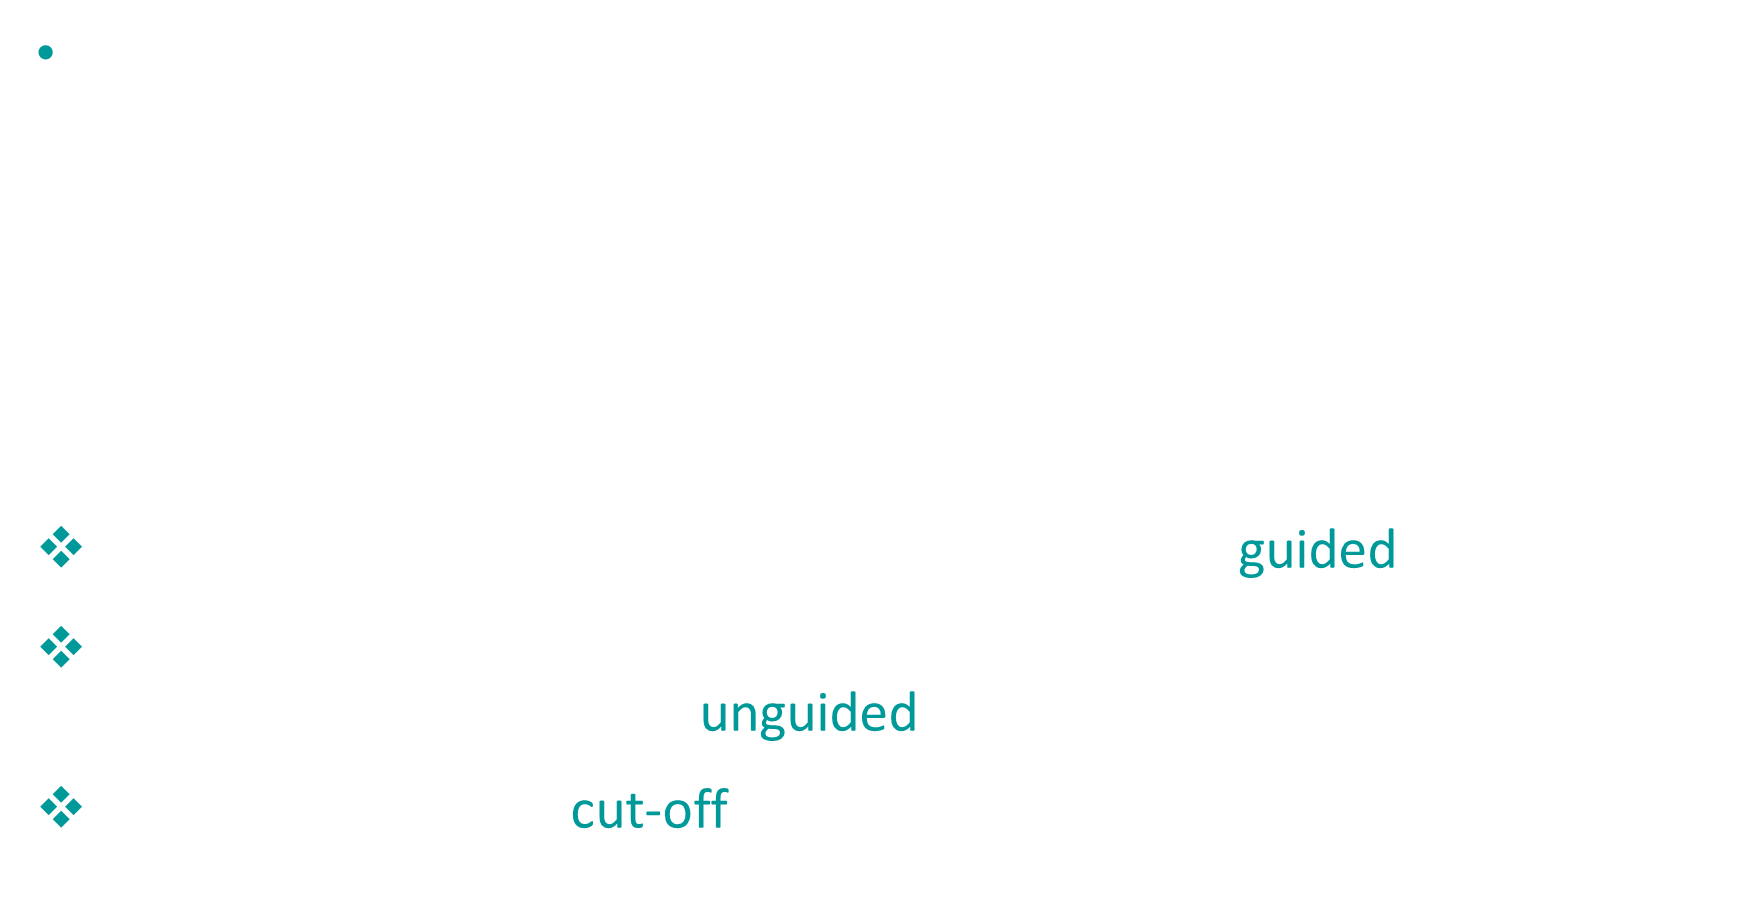 •
❖ guided
❖
unguided
❖ cut-off